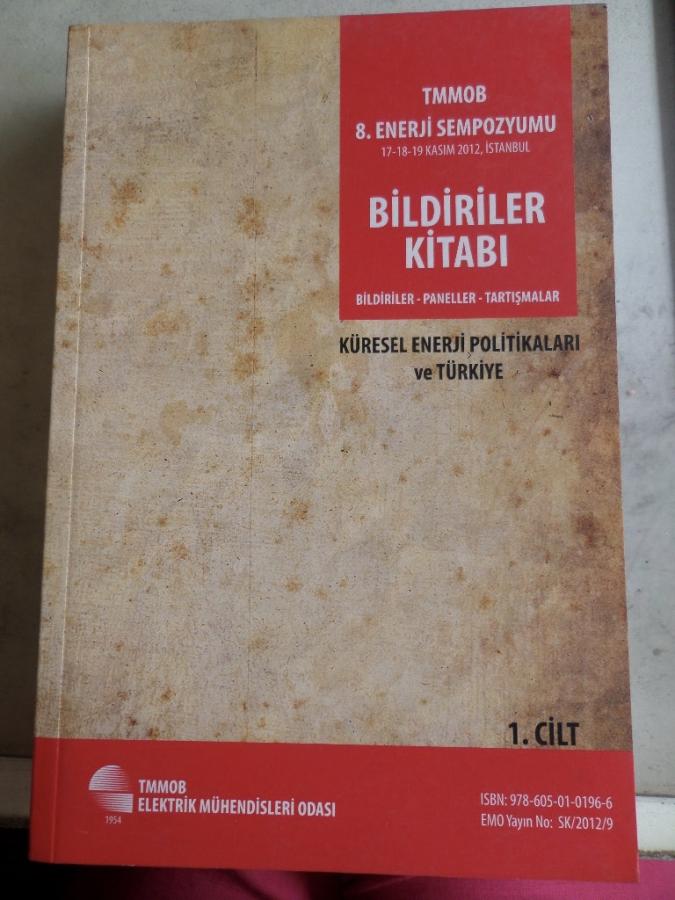 TMMOB
8. ENERJİ SEMPOZYUMU
17-18-19 KASIM 2012, İSTANBUL
BİLDİRİLER
KİTABI
BİLDİRİLER - PANELLER - TARTIŞMALAR
KÜRESEL ENERJİ POLİTİKALARI
ve TÜRKİYE
1. CİLT
TMMOB
ELEKTRİK MÜHENDİSLERİ ODASI
1954
ISBN: 978-605-01-0196-6
EMO Yayın No: SK/2012/9